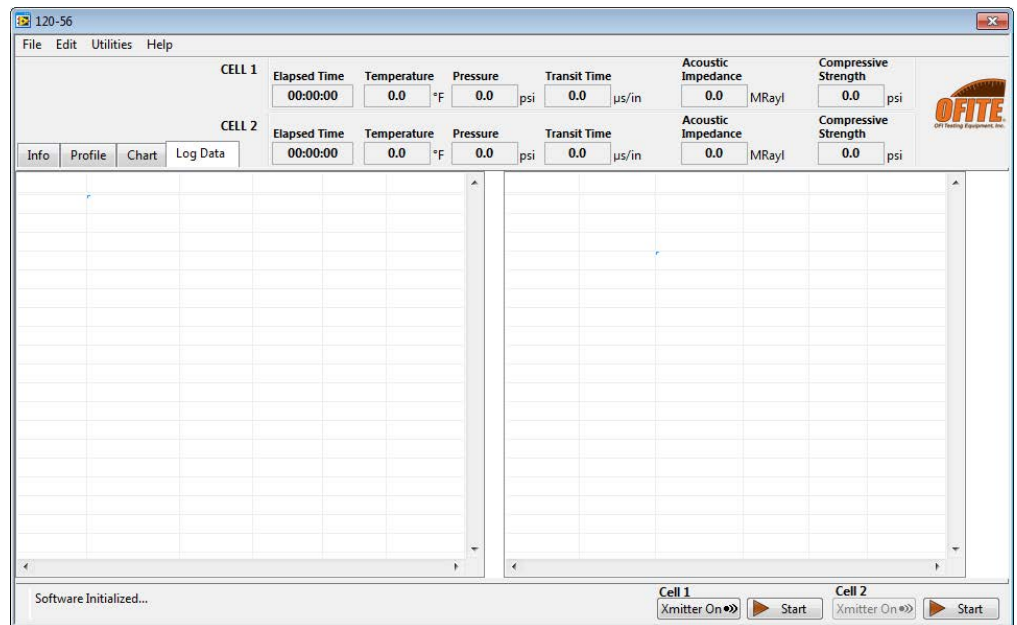 120-56
File Edit Utilities Help
CELL 1
Elapsed Time Temperature Pressure Transit Time Acoustic Impedance Compressive Strength
00:00:00 0.0 °F 0.0 psi 0.0 µs/in 0.0 MRayl 0.0 psi
CELL 2
Elapsed Time Temperature Pressure Transit Time Acoustic Impedance Compressive Strength
00:00:00 0.0 °F 0.0 psi 0.0 µs/in 0.0 MRayl 0.0 psi
OFITE
OFI Testing Equipment, Inc.
Info Profile Chart Log Data
Software Initialized...
Cell 1 Cell 2
Xmitter On Start Xmitter On Start